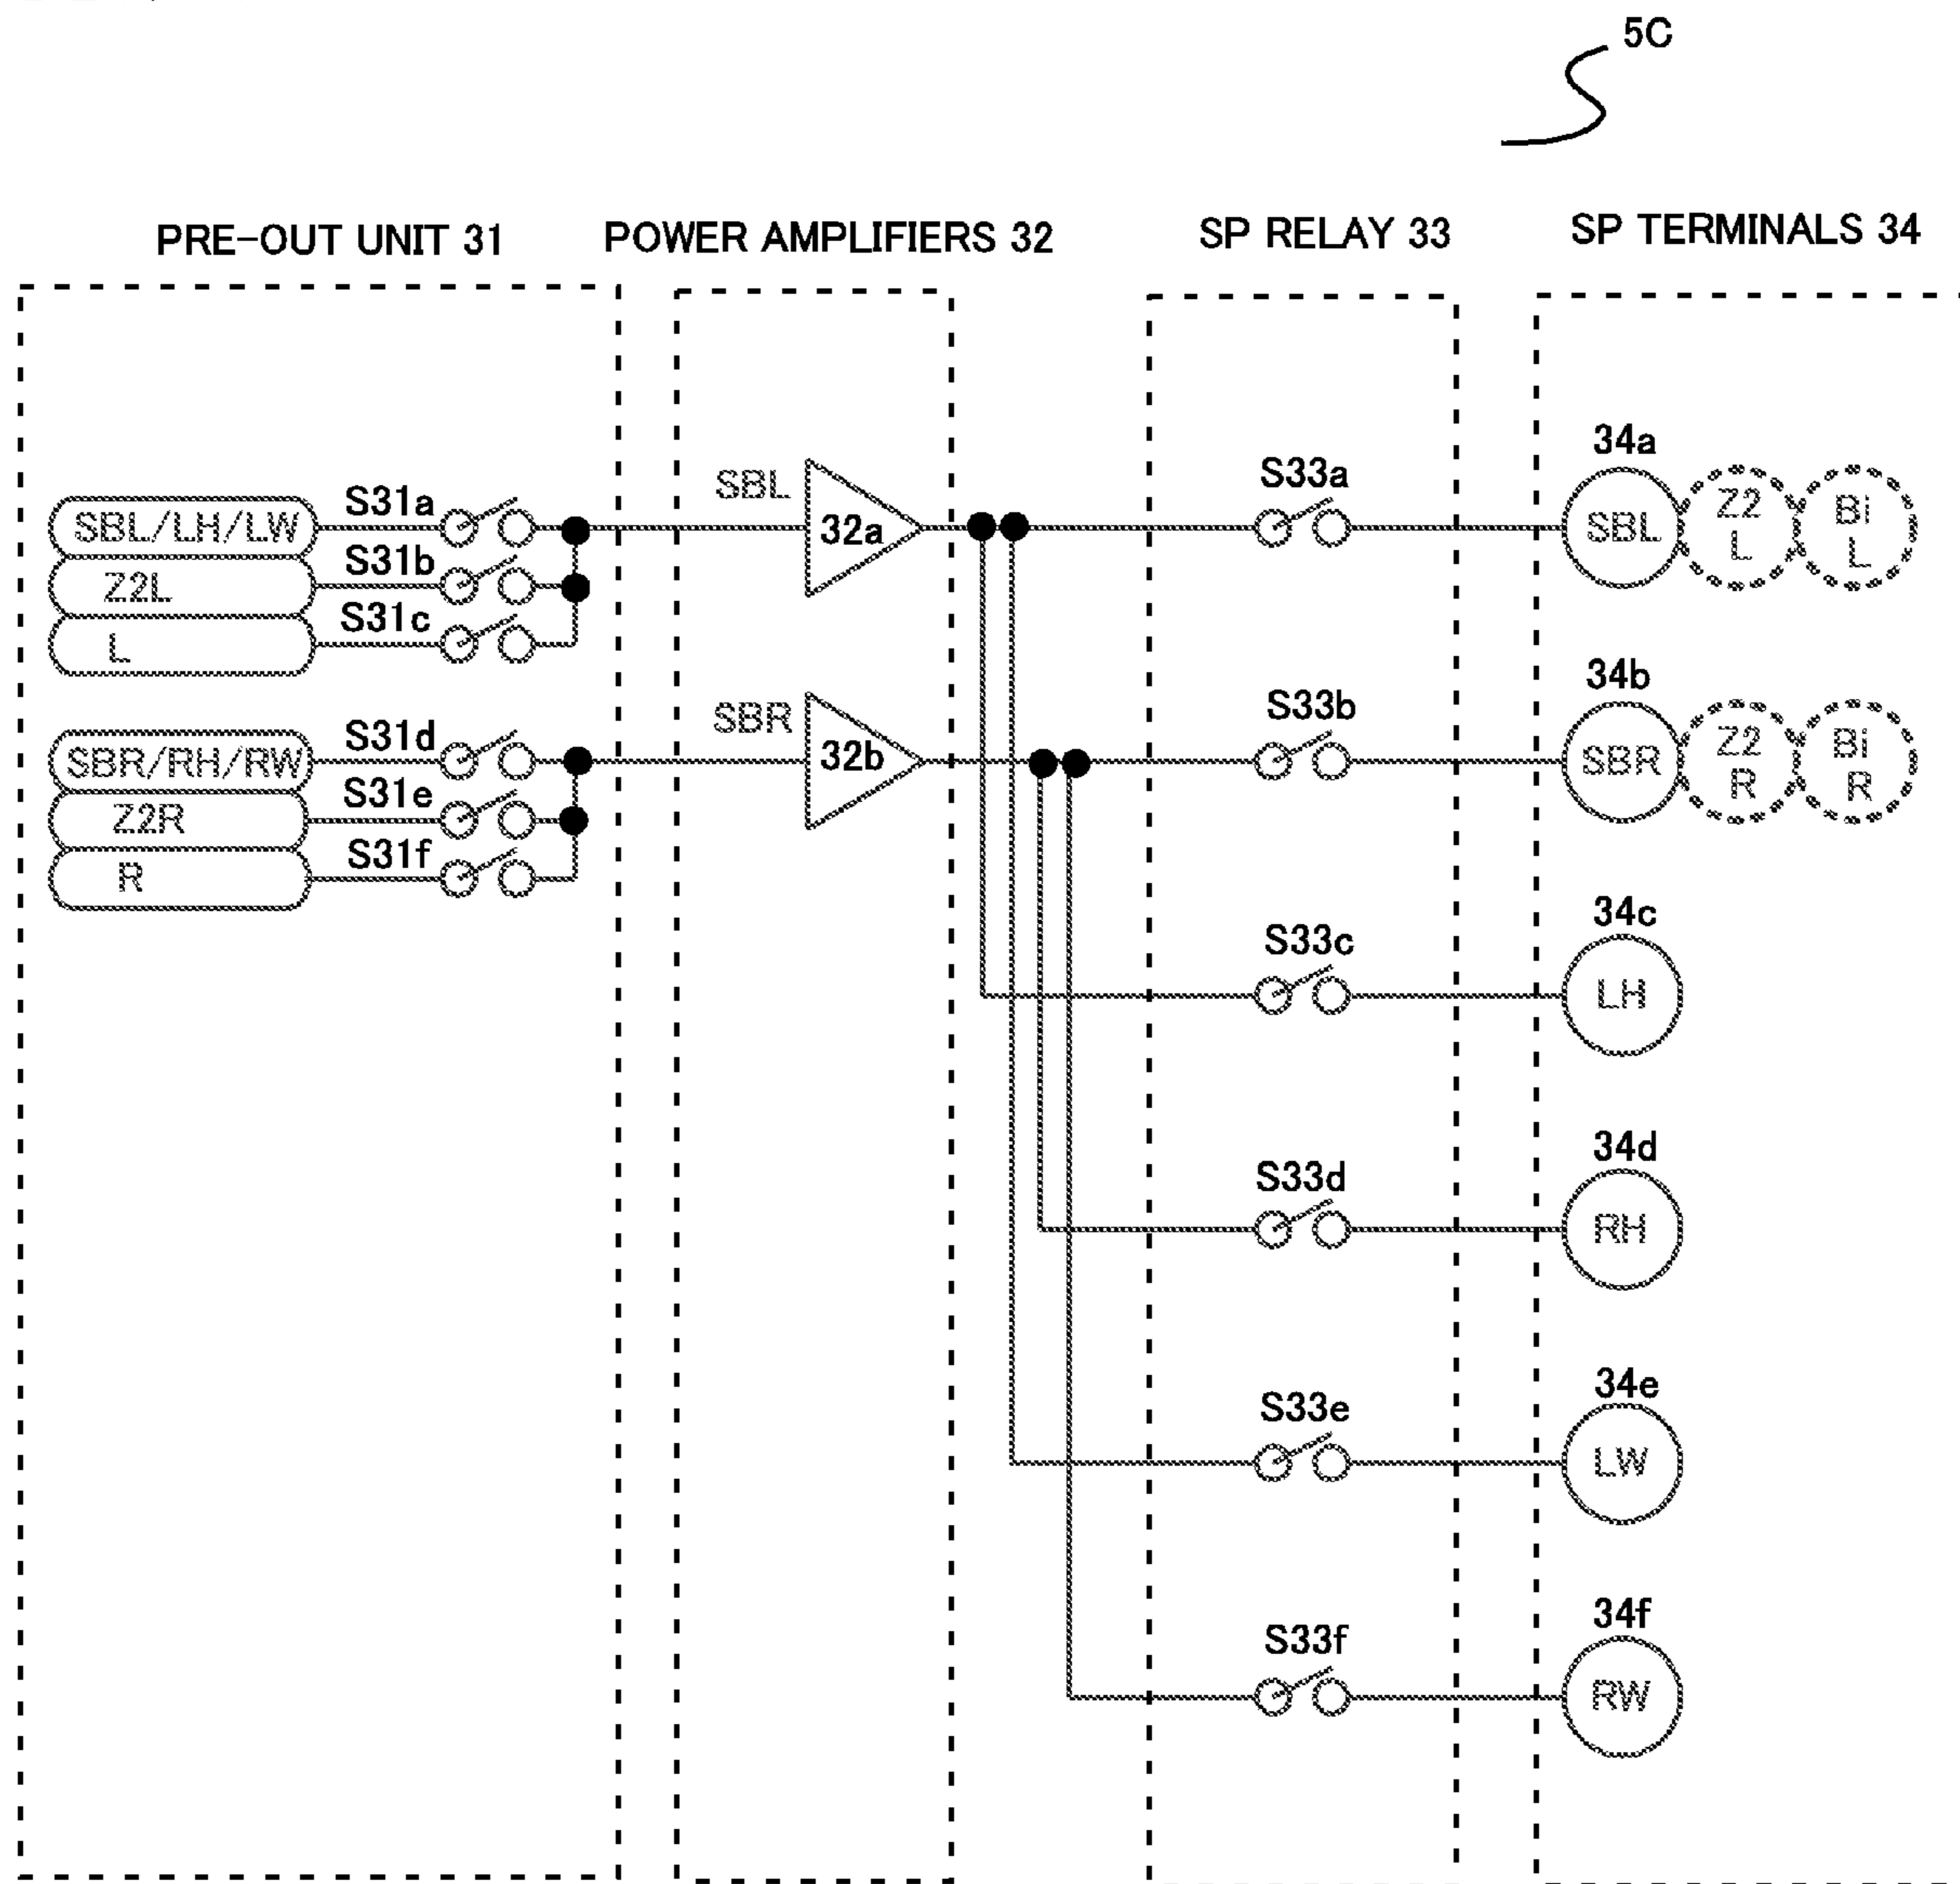 5C
PRE-OUT UNIT 31
POWER AMPLIFIERS 32
SP RELAY 33
SP TERMINALS 34
SBL/LH/LW
S31a
Z2L
S31b
L
S31c
SBR/RH/RW
S31d
Z2R
S31e
R
S31f
SBL
32a
SBR
32b
S33a
S33b
S33c
S33d
S33e
S33f
34a
SBL
Z2
L
Bi
L
34b
SBR
Z2
R
Bi
R
34c
LH
34d
RH
34e
LW
34f
RW